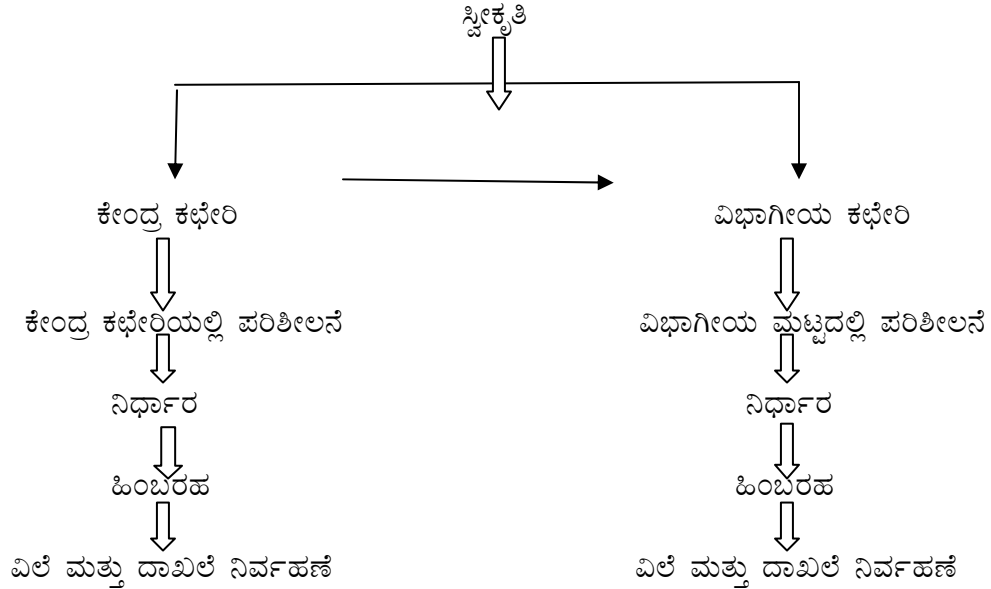 ಸ್ವೀಕೃತಿ
ಕೇಂದ್ರ ಕಛೇರಿ
ವಿಭಾಗೀಯ ಕಛೇರಿ
ಕೇಂದ್ರ ಕಛೇರಿಯಲ್ಲಿ ಪರಿಶೀಲನೆ
ವಿಭಾಗೀಯ ಮಟ್ಟದಲ್ಲಿ ಪರಿಶೀಲನೆ
ನಿರ್ಧಾರ
ನಿರ್ಧಾರ
ಹಿಂಬರಹ
ಹಿಂಬರಹ
ವಿಲೆ ಮತ್ತು ದಾಖಲೆ ನಿರ್ವಹಣೆ
ವಿಲೆ ಮತ್ತು ದಾಖಲೆ ನಿರ್ವಹಣೆ